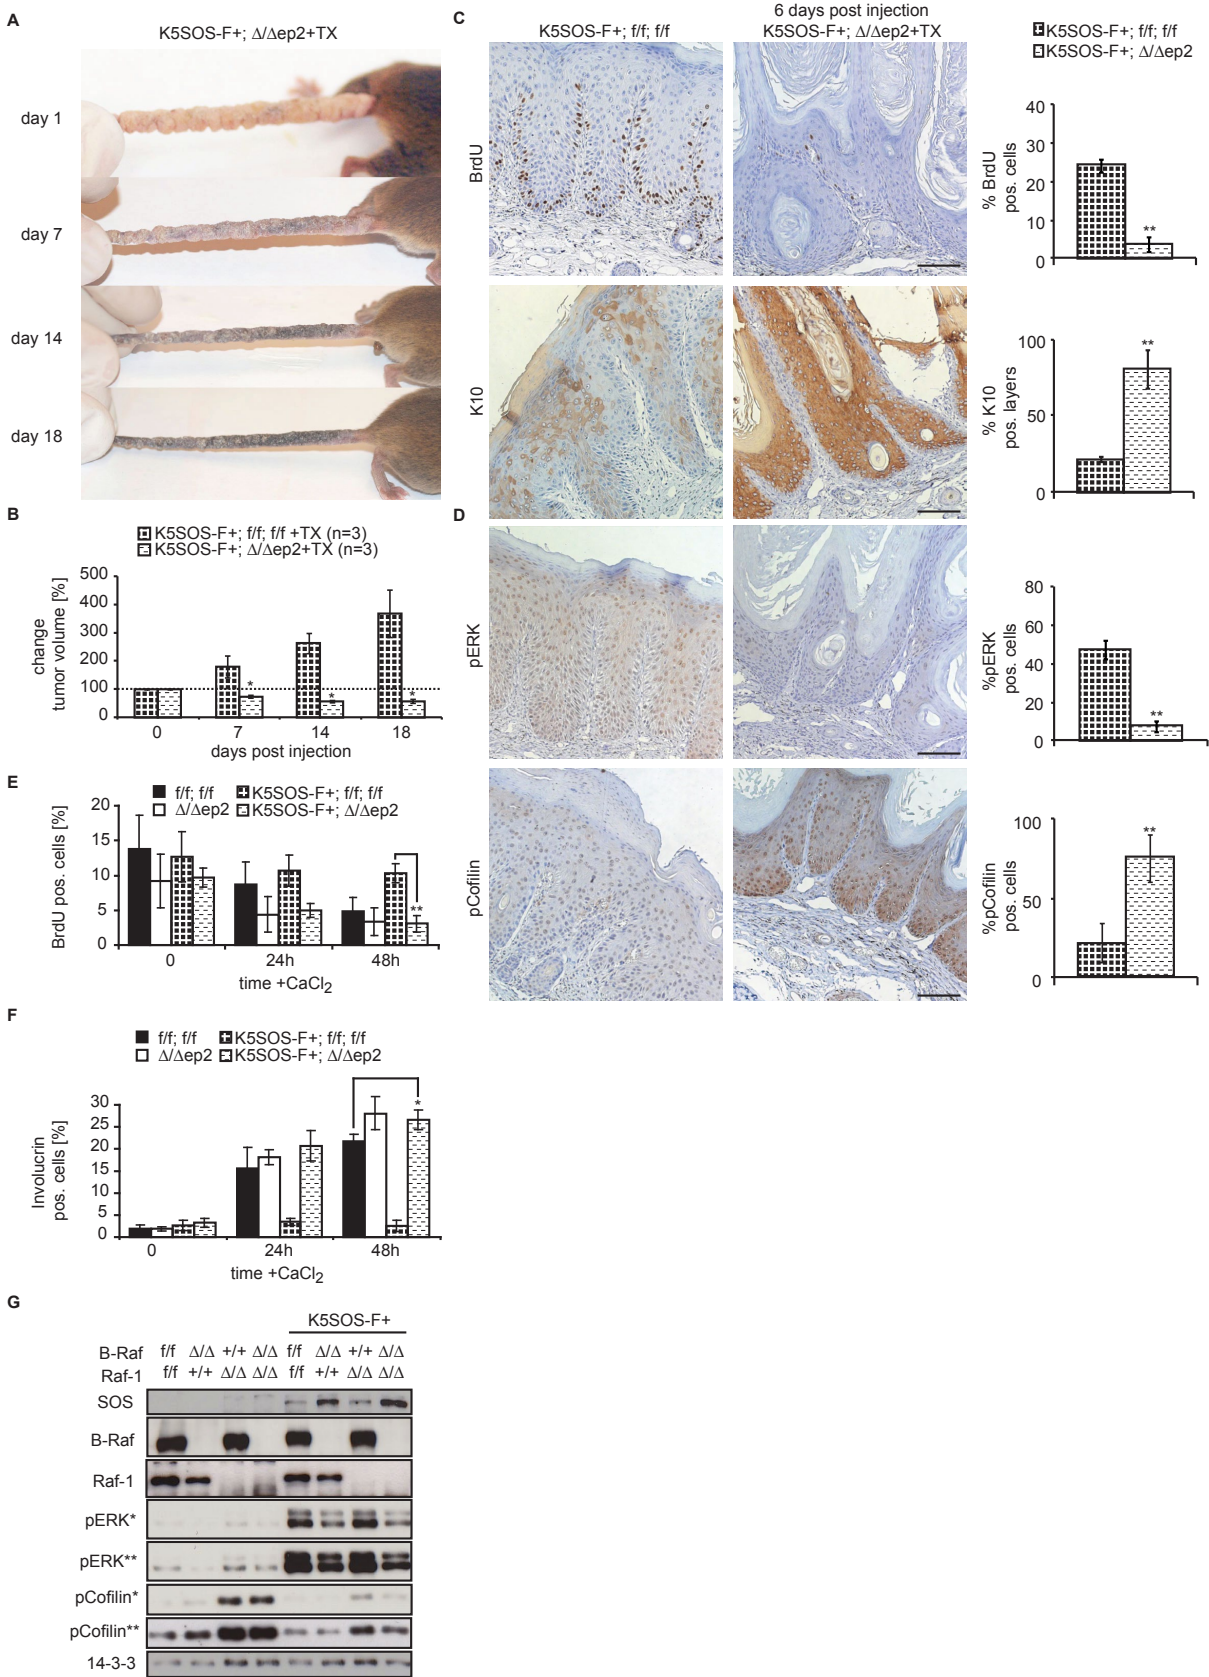 A
K5SOS-F+; Δ/Δep2+TX
day 1
day 7
day 14
day 18
B
K5SOS-F+; f/f; f/f +TX (n=3)
K5SOS-F+; Δ/Δep2+TX (n=3)
change
tumor volume [%]
500
400
300
200
100
0
* * *
0 7 14 18
days post injection
C
6 days post injection
K5SOS-F+; f/f; f/f K5SOS-F+; Δ/Δep2+TX
K5SOS-F+; f/f; f/f
K5SOS-F+; Δ/Δep2
BrdU
% BrdU
pos. cells
40
30
20
10
0
**
K10
% K10
pos. layers
100
50
0
**
D
pERK
%pERK
pos. cells
80
60
40
20
0
**
pCofilin
%pCofilin
pos. cells
100
50
0
**
E
f/f; f/f K5SOS-F+; f/f; f/f
Δ/Δep2 K5SOS-F+; Δ/Δep2
BrdU pos. cells [%]
20
15
10
5
0
**
0 24h 48h
time +CaCl2
F
f/f; f/f K5SOS-F+; f/f; f/f
Δ/Δep2 K5SOS-F+; Δ/Δep2
Involucrin
pos. cells [%]
30
25
20
15
10
5
0
*
0 24h 48h
time +CaCl2
G
K5SOS-F+
B-Raf f/f Δ/Δ +/+ Δ/Δ f/f Δ/Δ +/+ Δ/Δ
Raf-1 f/f +/+ Δ/Δ Δ/Δ f/f +/+ Δ/Δ Δ/Δ
SOS
B-Raf
Raf-1
pERK*
pERK**
pCofilin*
pCofilin**
14-3-3